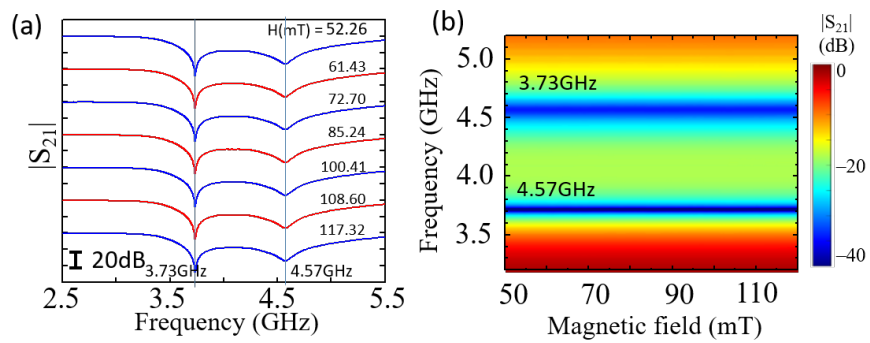 (a)
H(mT) = 52.26
61.43
72.70
85.24
100.41
108.60
117.32
|S21|
20dB
3.73GHz
4.57GHz
2.5
3.5
4.5
5.5
Frequency (GHz)
(b)
|S21|
(dB)
5.0
4.5
4.0
3.5
Frequency (GHz)
3.73GHz
4.57GHz
0
−20
−40
50
70
90
110
Magnetic field (mT)